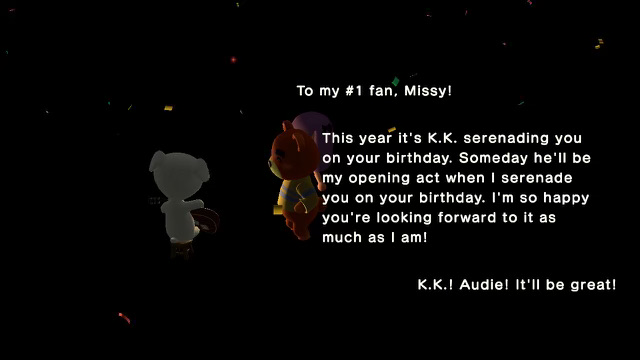 To my #1 fan, Missy!
This year it's K.K. serenading you
on your birthday. Someday he'll be
my opening act when I serenade
you on your birthday. I'm so happy
you're looking forward to it as
much as I am!
K.K.! Audie! It'll be great!